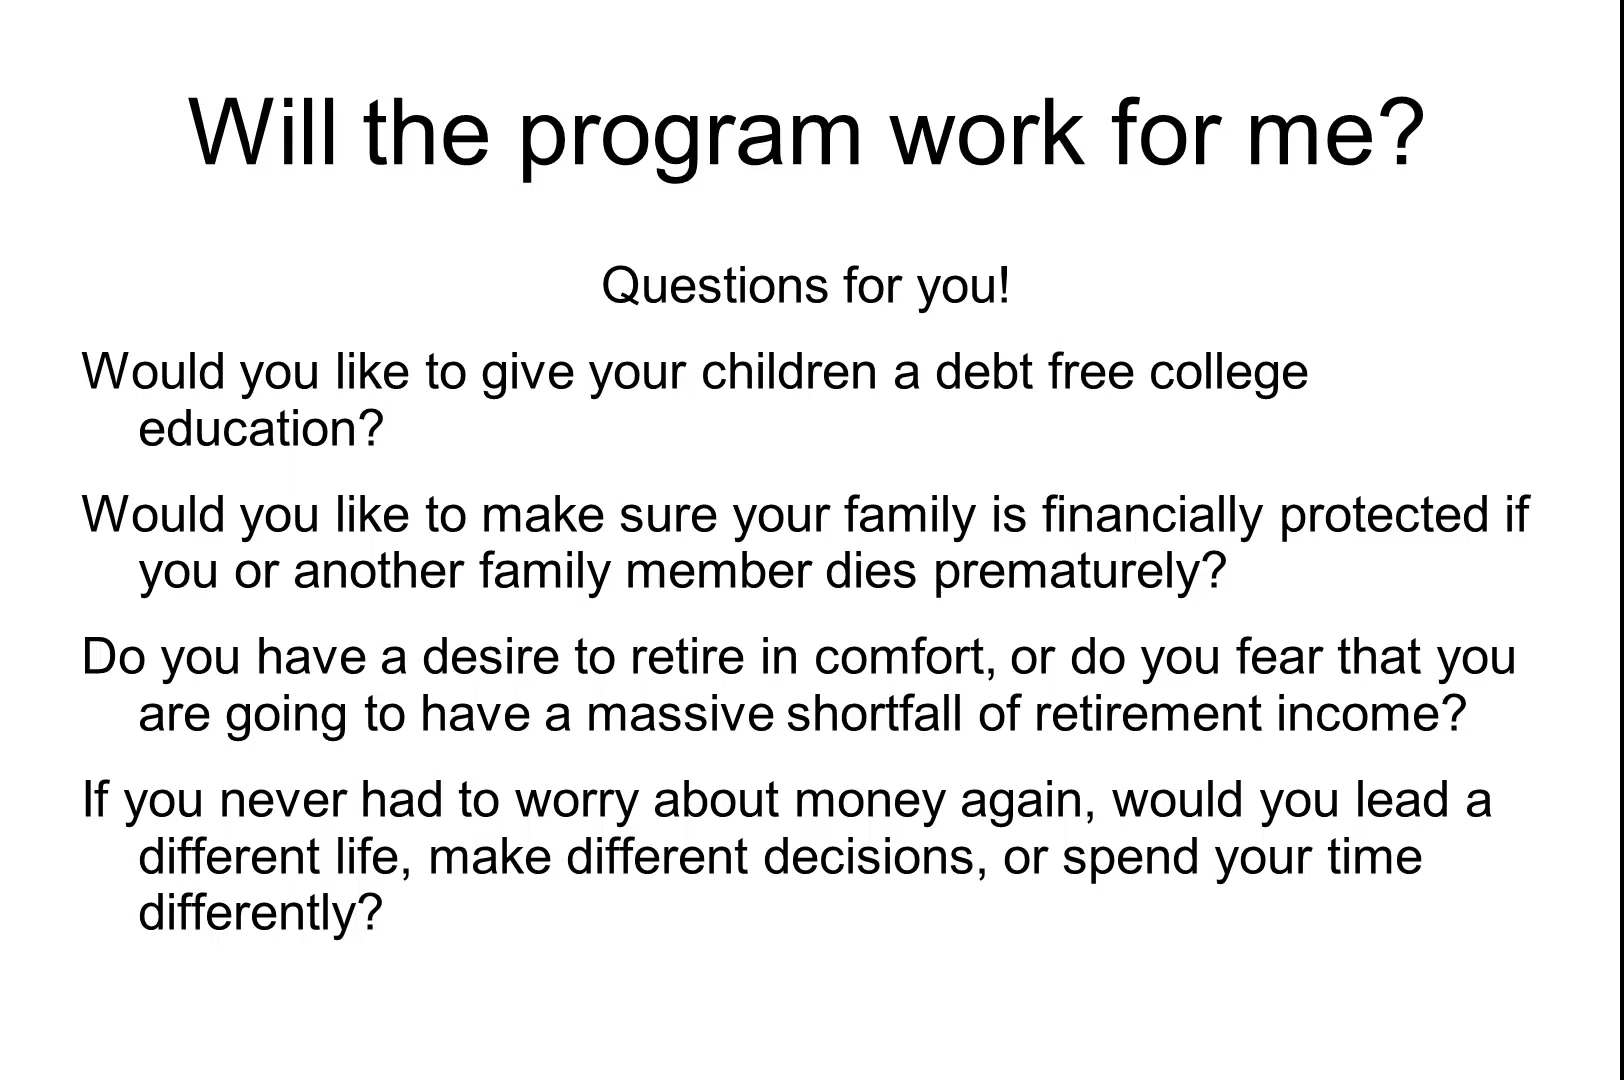 Will the program work for me?
Questions for you!
Would you like to give your children a debt free college
education?
Would you like to make sure your family is financially protected if
you or another family member dies prematurely?
Do you have a desire to retire in comfort, or do you fear that you
are going to have a massive shortfall of retirement income?
If you never had to worry about money again, would you lead a
different life, make different decisions, or spend your time
differently?